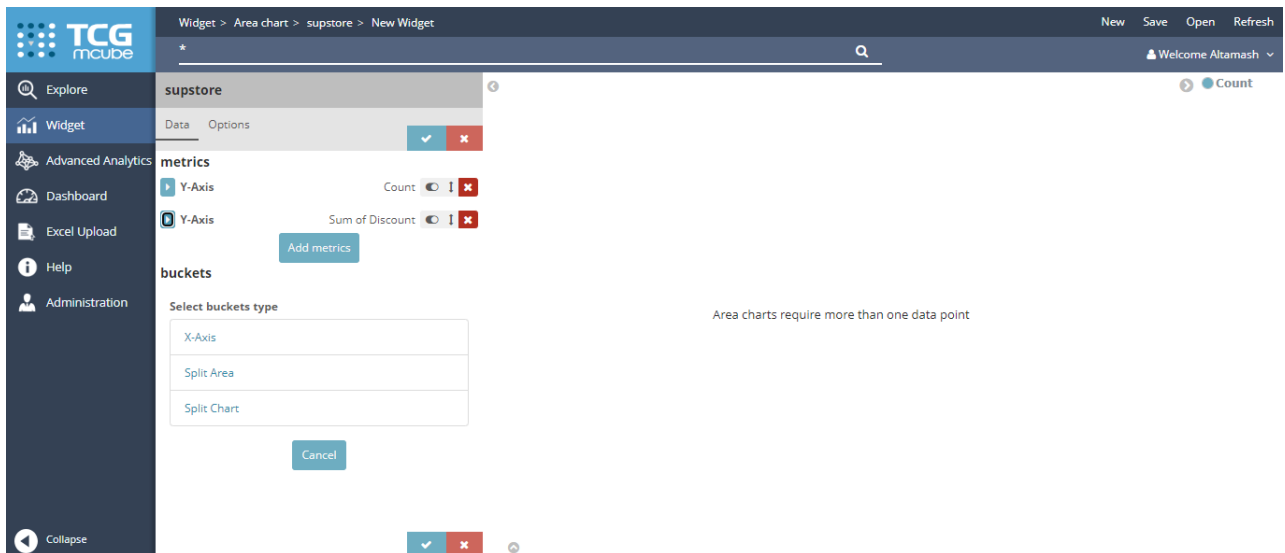 TCG
mcube
Widget > Area chart > supstore > New Widget
New Save Open Refresh
*
Welcome Altamash
Explore
Widget
Advanced Analytics
Dashboard
Excel Upload
Help
Administration
Collapse
supstore
Data Options
metrics
Y-Axis Count
Y-Axis Sum of Discount
Add metrics
buckets
Select buckets type
X-Axis
Split Area
Split Chart
Cancel
Count
Area charts require more than one data point